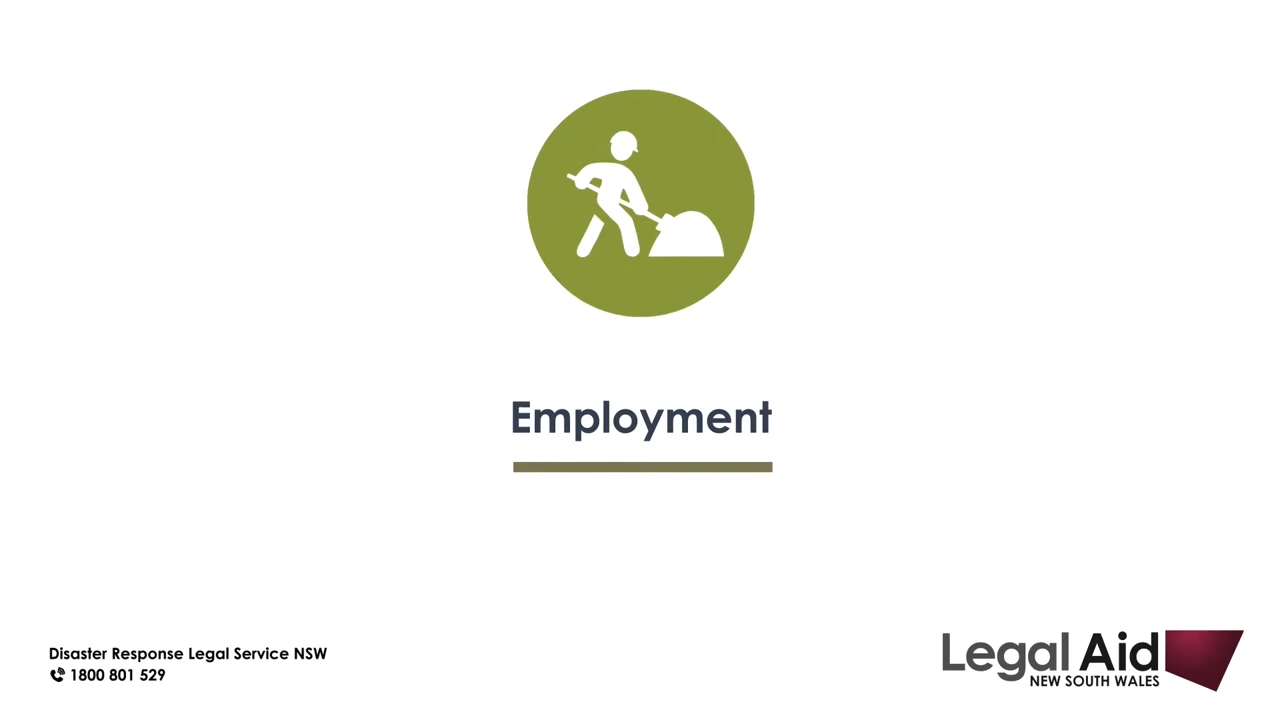 Employment
Disaster Response Legal Service NSW
1800 801 529
Legal Aid
NEW SOUTH WALES